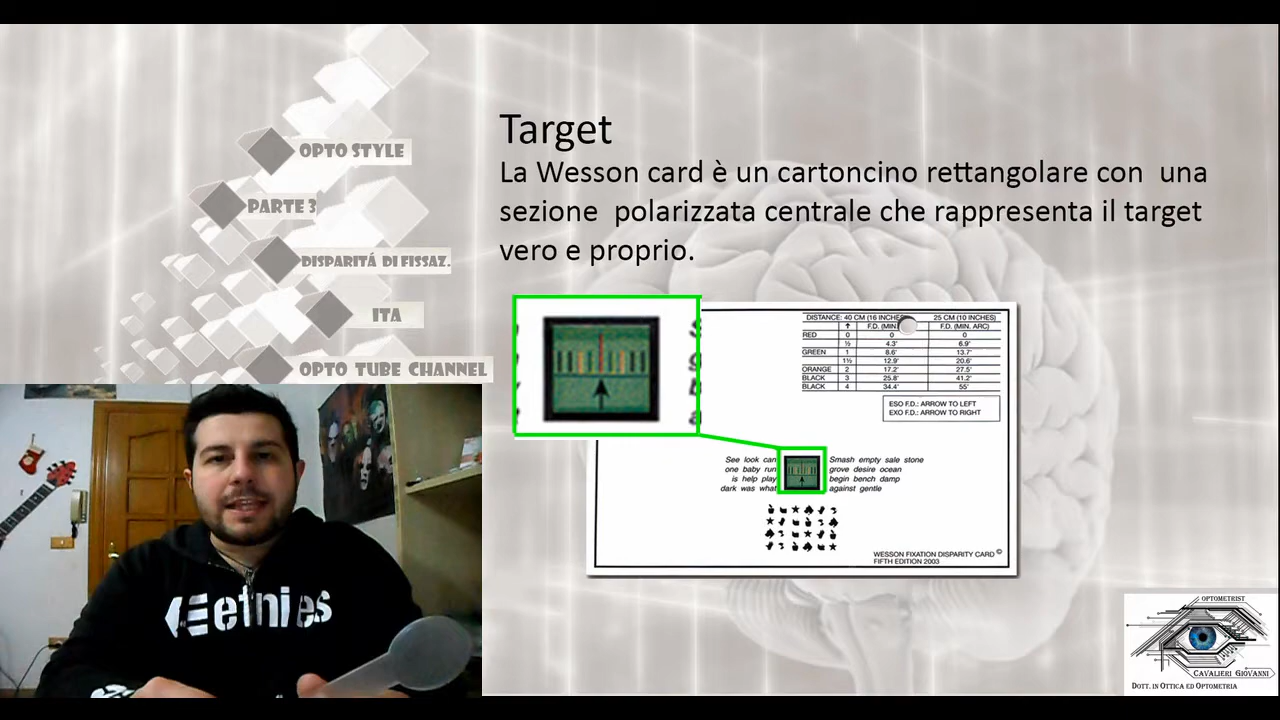 OPTO STYLE
PARTE 3
DISPARITÁ DI FISSAZ.
ITA
OPTO TUBE CHANNEL
Target
La Wesson card è un cartoncino rettangolare con una
sezione polarizzata centrale che rappresenta il target
vero e proprio.
DISTANCE: 40 CM (16 INCHES 25 CM (10 INCHES)
F.D. (MIN. F.D. (MIN. ARC)
RED 0 0 0
½ 4.3' 6.9'
GREEN 1 8.6' 13.7'
1½ 12.9' 20.6'
ORANGE 2 17.2' 27.5'
BLACK 3 25.8' 41.2'
BLACK 4 34.4' 55'
ESO F.D.: ARROW TO LEFT
EXO F.D.: ARROW TO RIGHT
See look can Smash empty sale stone
one baby run grove desire ocean
is help play begin bench damp
dark was what against gentle
WESSON FIXATION DISPARITY CARD ©
FIFTH EDITION 2003
etnies
OPTOMETRIST
CAVALIERI GIOVANNI
DOTT. IN OTTICA ED OPTOMETRIA